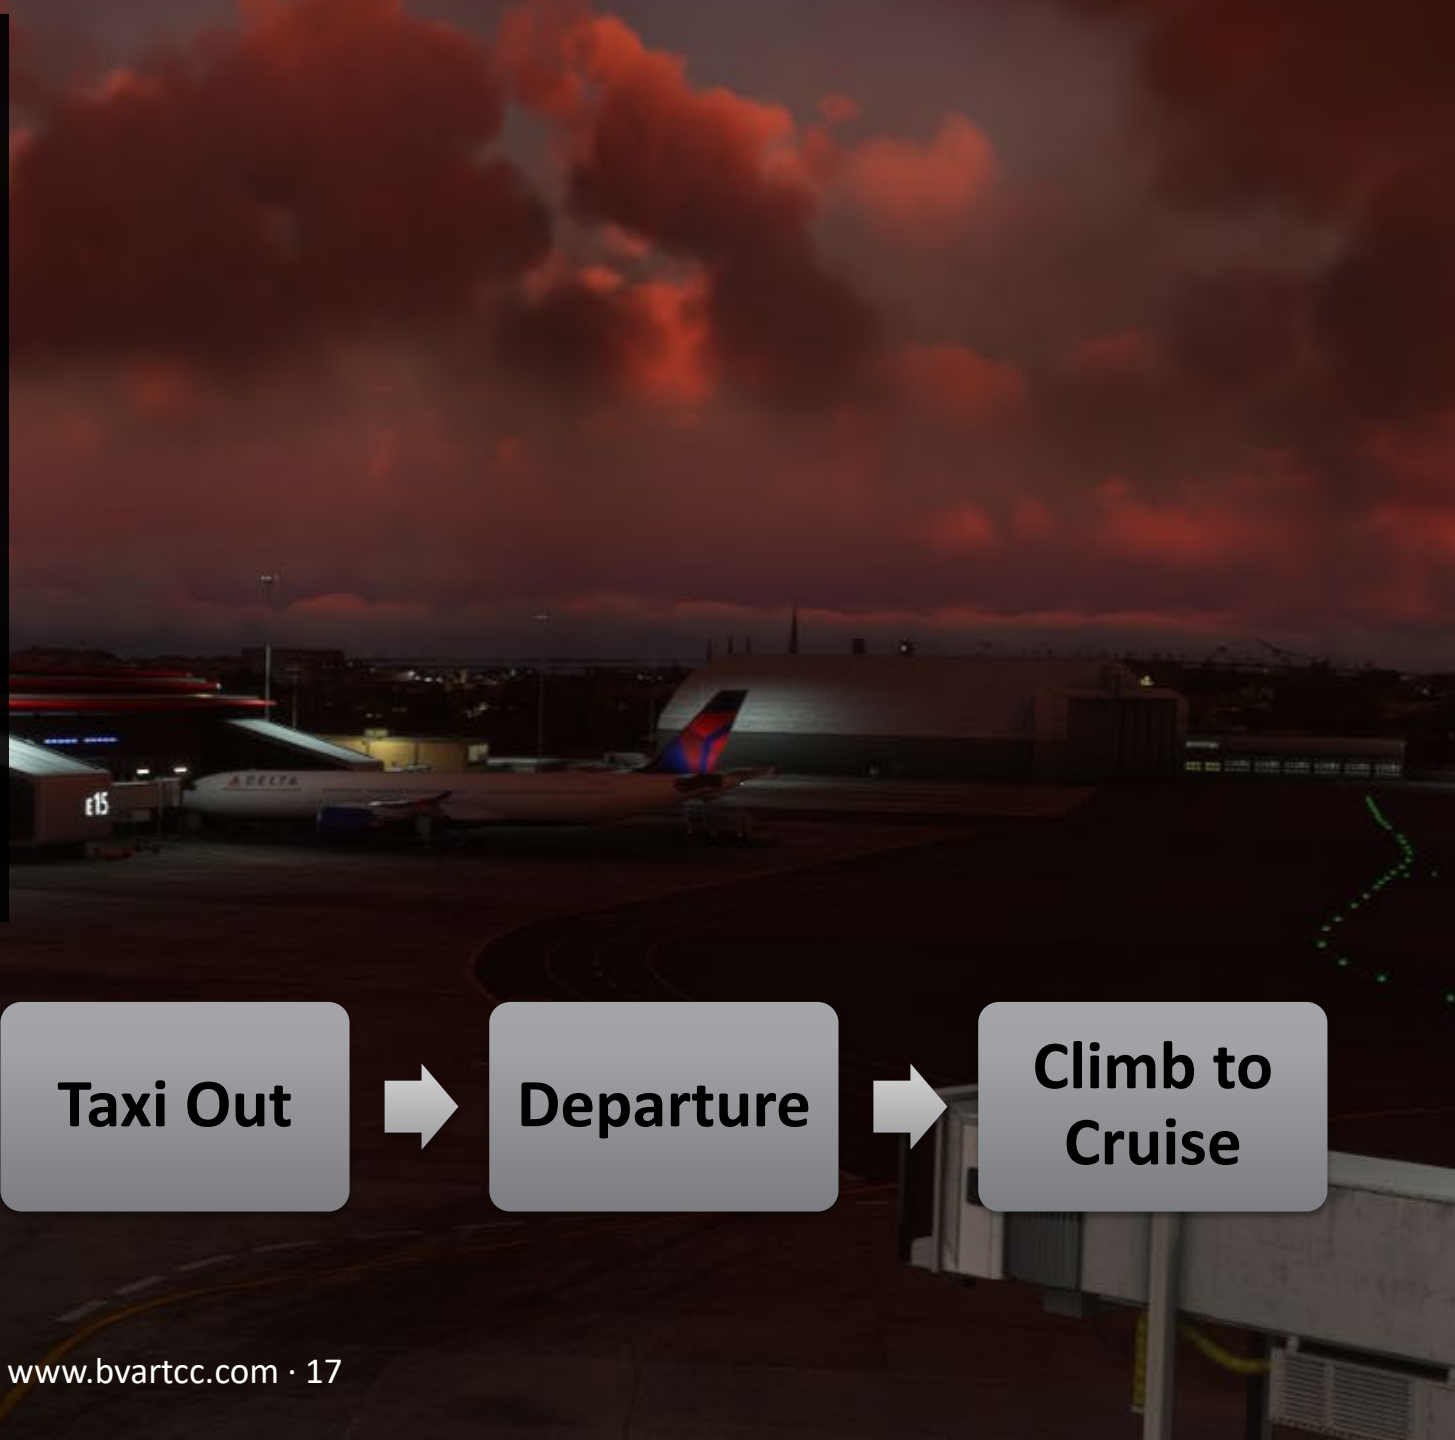 DELTA
E15
Taxi Out
Departure
Climb to
Cruise
www.bvartcc.com · 17